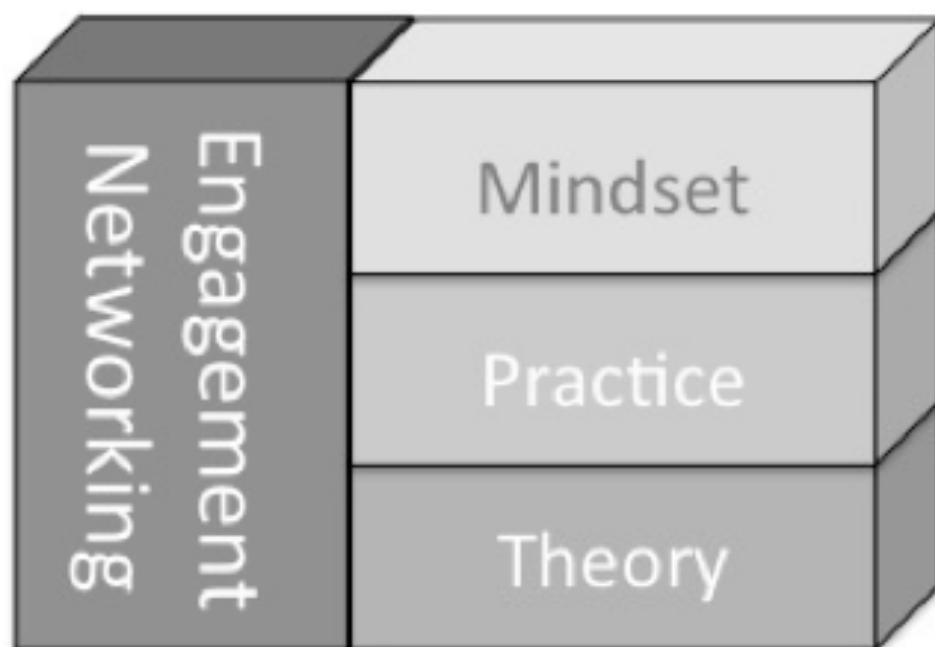 Engagement
Networking
Mindset
Practice
Theory